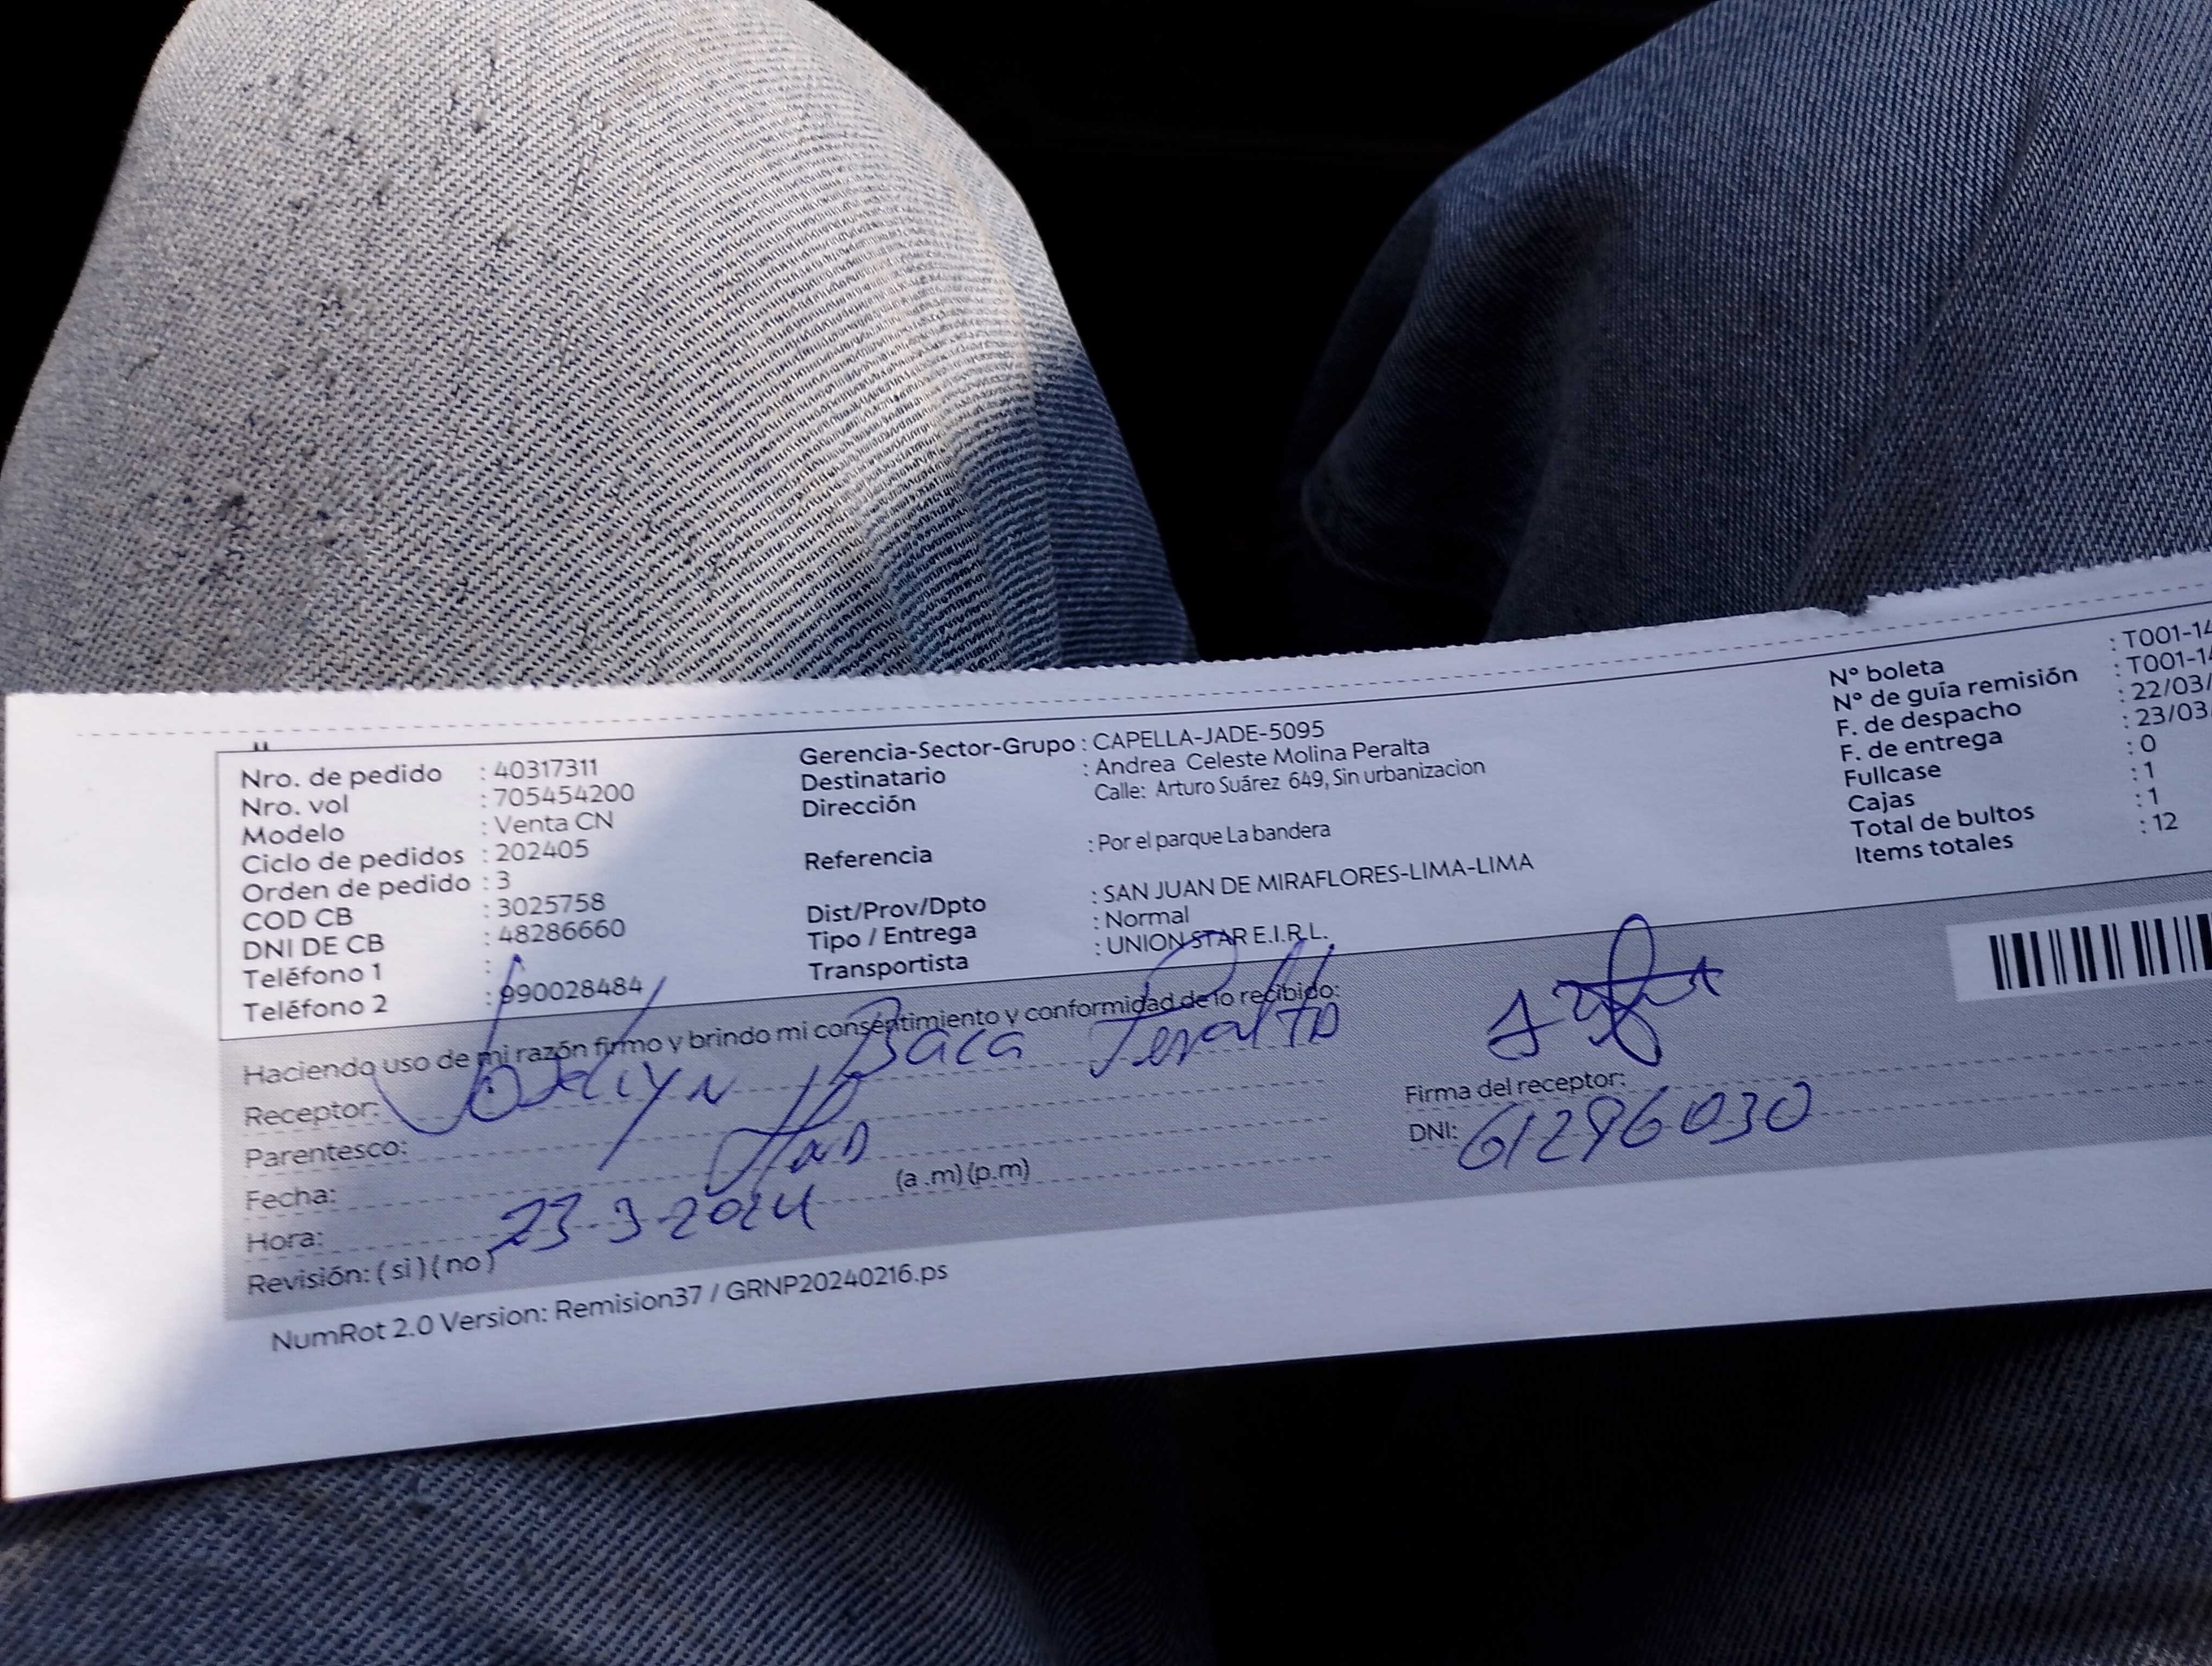 Nro. de pedido : 40317311
Nro. vol : 705454200
Modelo : Venta CN
Ciclo de pedidos : 202405
Orden de pedido : 3
COD CB : 3025758
DNI DE CB : 48286660
Teléfono 1 :
Teléfono 2 : 990028484
Gerencia-Sector-Grupo : CAPELLA-JADE-5095
Destinatario : Andrea Celeste Molina Peralta
Dirección Calle: Arturo Suárez 649, Sin urbanizacion
Referencia : Por el parque La bandera
Dist/Prov/Dpto : SAN JUAN DE MIRAFLORES-LIMA-LIMA
Tipo / Entrega : Normal
Transportista : UNION STAR E.I.R.L.
N° boleta : T001-14
N° de guía remisión : T001-14
F. de despacho : 22/03/
F. de entrega : 23/03
Fullcase : 0
Cajas : 1
Total de bultos : 1
Items totales : 12
Haciendo uso de mi razón firmo y brindo mi consentimiento y conformidad de lo recibido:
Receptor: Joselyn Baca Peralta
Parentesco:
Fecha:
Hora: 23-3-2024 (a .m) (p.m)
Revisión: ( si ) ( no )
Firma del receptor:
DNI: 61296030
NumRot 2.0 Version: Remision37 / GRNP20240216.ps